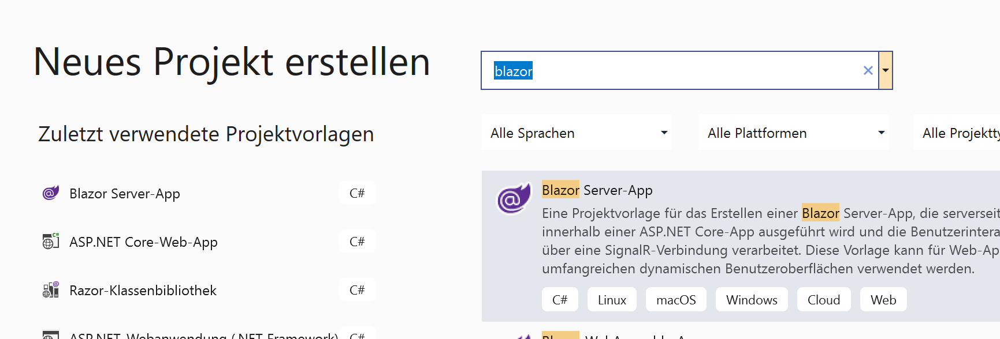 Neues Projekt erstellen
blazor
Zuletzt verwendete Projektvorlagen
Alle Sprachen
Alle Plattformen
Alle Projektty
Blazor Server-App
C#
ASP.NET Core-Web-App
C#
Razor-Klassenbibliothek
C#
ASP.NET-Webanwendung (.NET Framework)
C#
Blazor Server-App
Eine Projektvorlage für das Erstellen einer Blazor Server-App, die serverseit
innerhalb einer ASP.NET Core-App ausgeführt wird und die Benutzerintera
über eine SignalR-Verbindung verarbeitet. Diese Vorlage kann für Web-Ap
umfangreichen dynamischen Benutzeroberflächen verwendet werden.
C#
Linux
macOS
Windows
Cloud
Web
Blazor WebAssembly-A